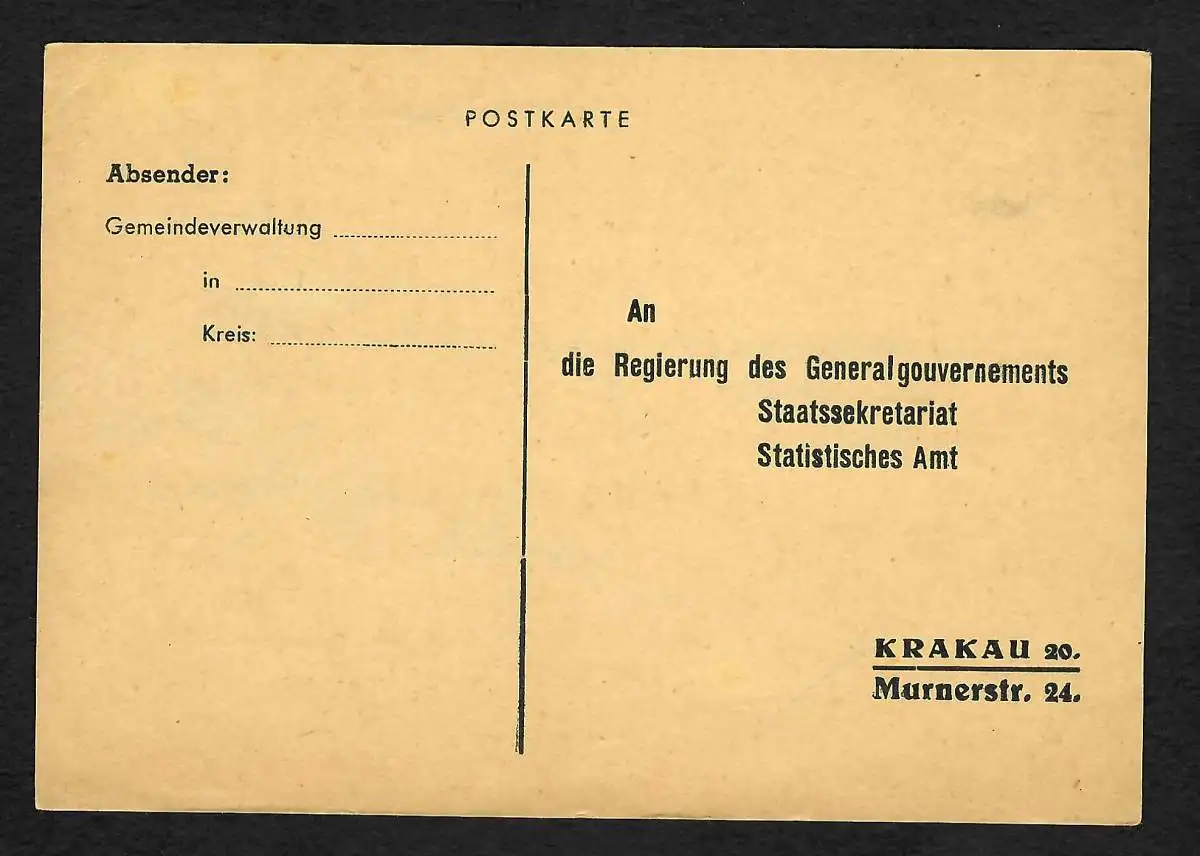 POSTKARTE
Absender:
Gemeindeverwaltung
in
Kreis:
An
die Regierung des Generalgouvernements
Staatssekretariat
Statistisches Amt
KRAKAU 20.
Murnerstr. 24.